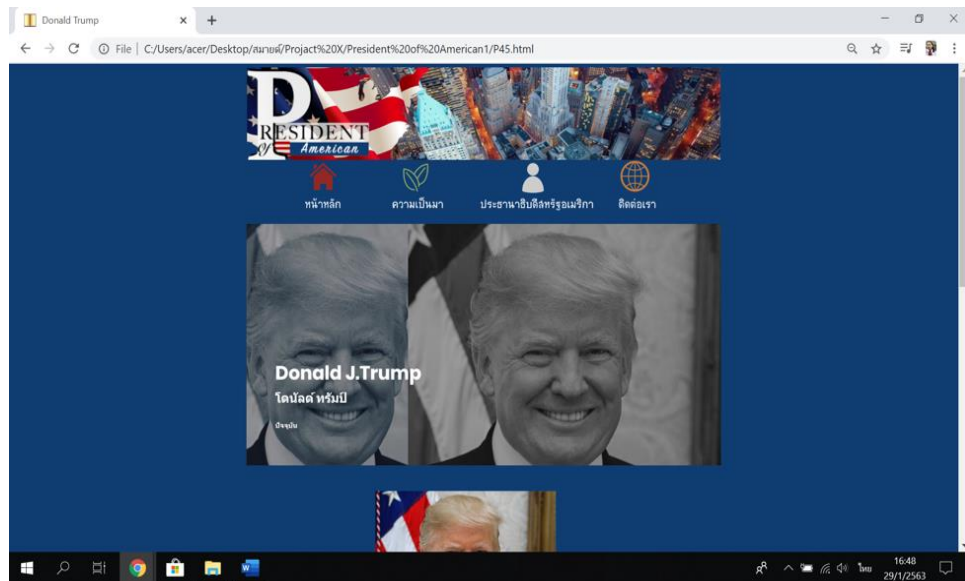 Donald Trump
File | C:/Users/acer/Desktop/สมายด์/Projact%20X/President%20of%20American1/P45.html
PRESIDENT
of American
หน้าหลัก ความเป็นมา ประธานาธิบดีสหรัฐอเมริกา ติดต่อเรา
Donald J.Trump
โดนัลด์ ทรัมป์
ปัจจุบัน
ไทย
16:48
29/1/2563